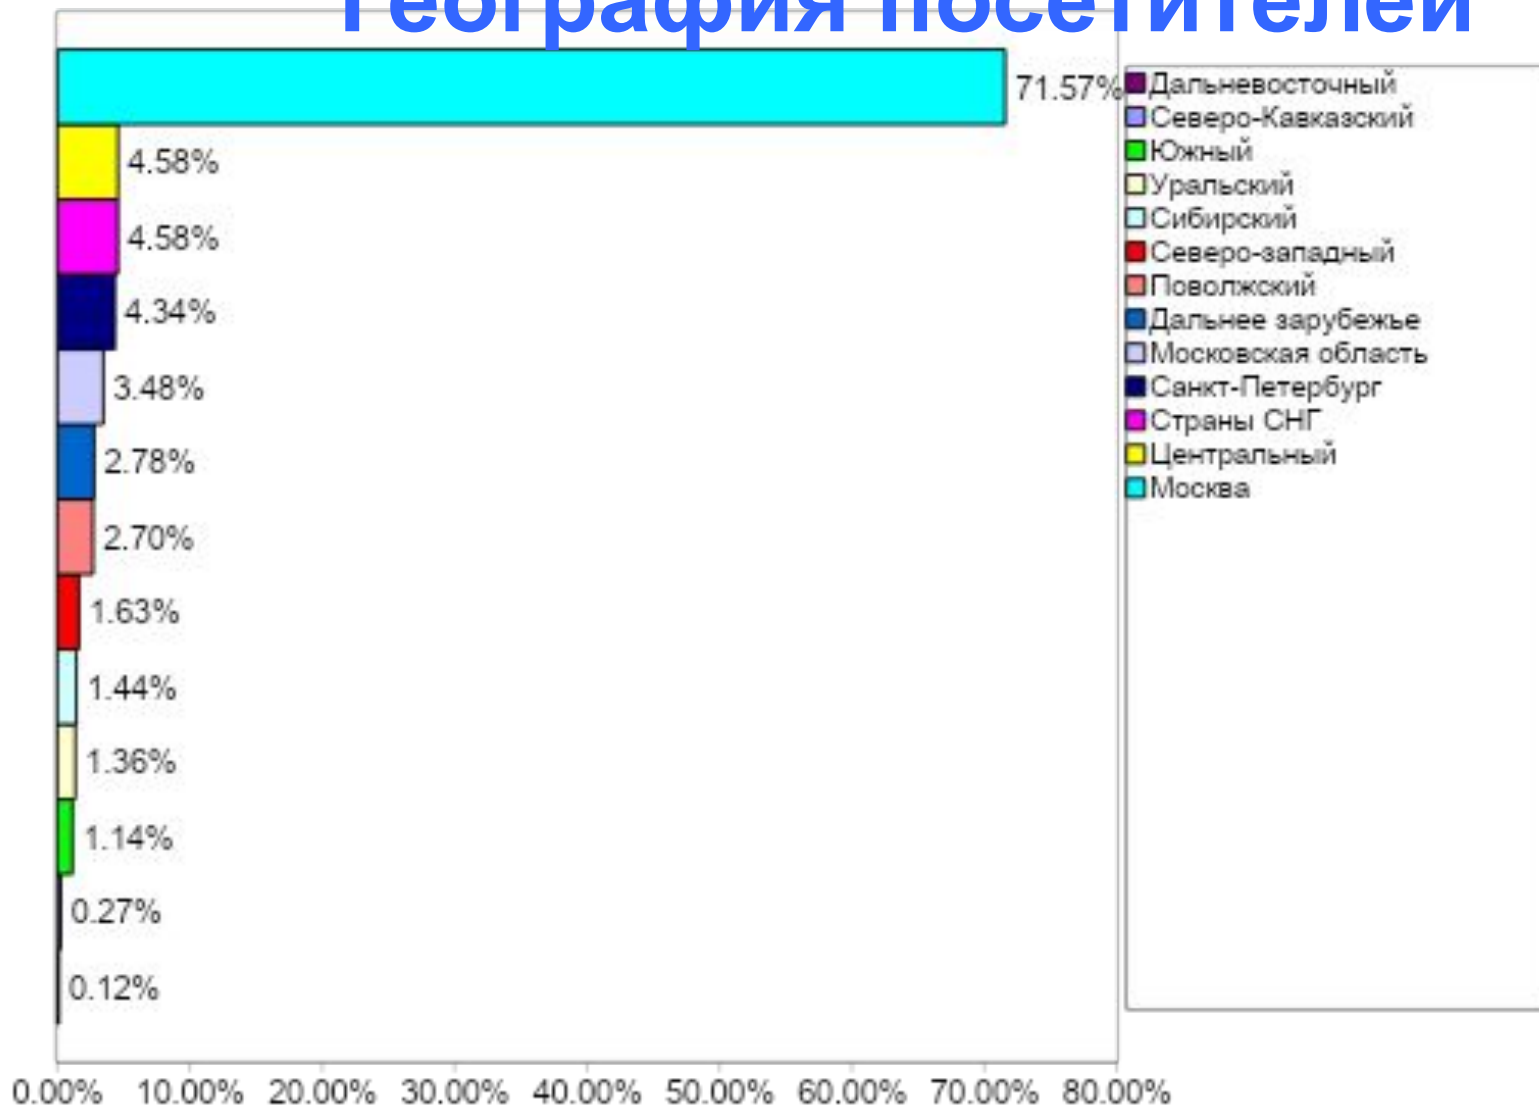 География посетителей
71.57%
4.58%
4.58%
4.34%
3.48%
2.78%
2.70%
1.63%
1.44%
1.36%
1.14%
0.27%
0.12%
0.00% 10.00% 20.00% 30.00% 40.00% 50.00% 60.00% 70.00% 80.00%
Дальневосточный
Северо-Кавказский
Южный
Уральский
Сибирский
Северо-западный
Поволжский
Дальнее зарубежье
Московская область
Санкт-Петербург
Страны СНГ
Центральный
Москва